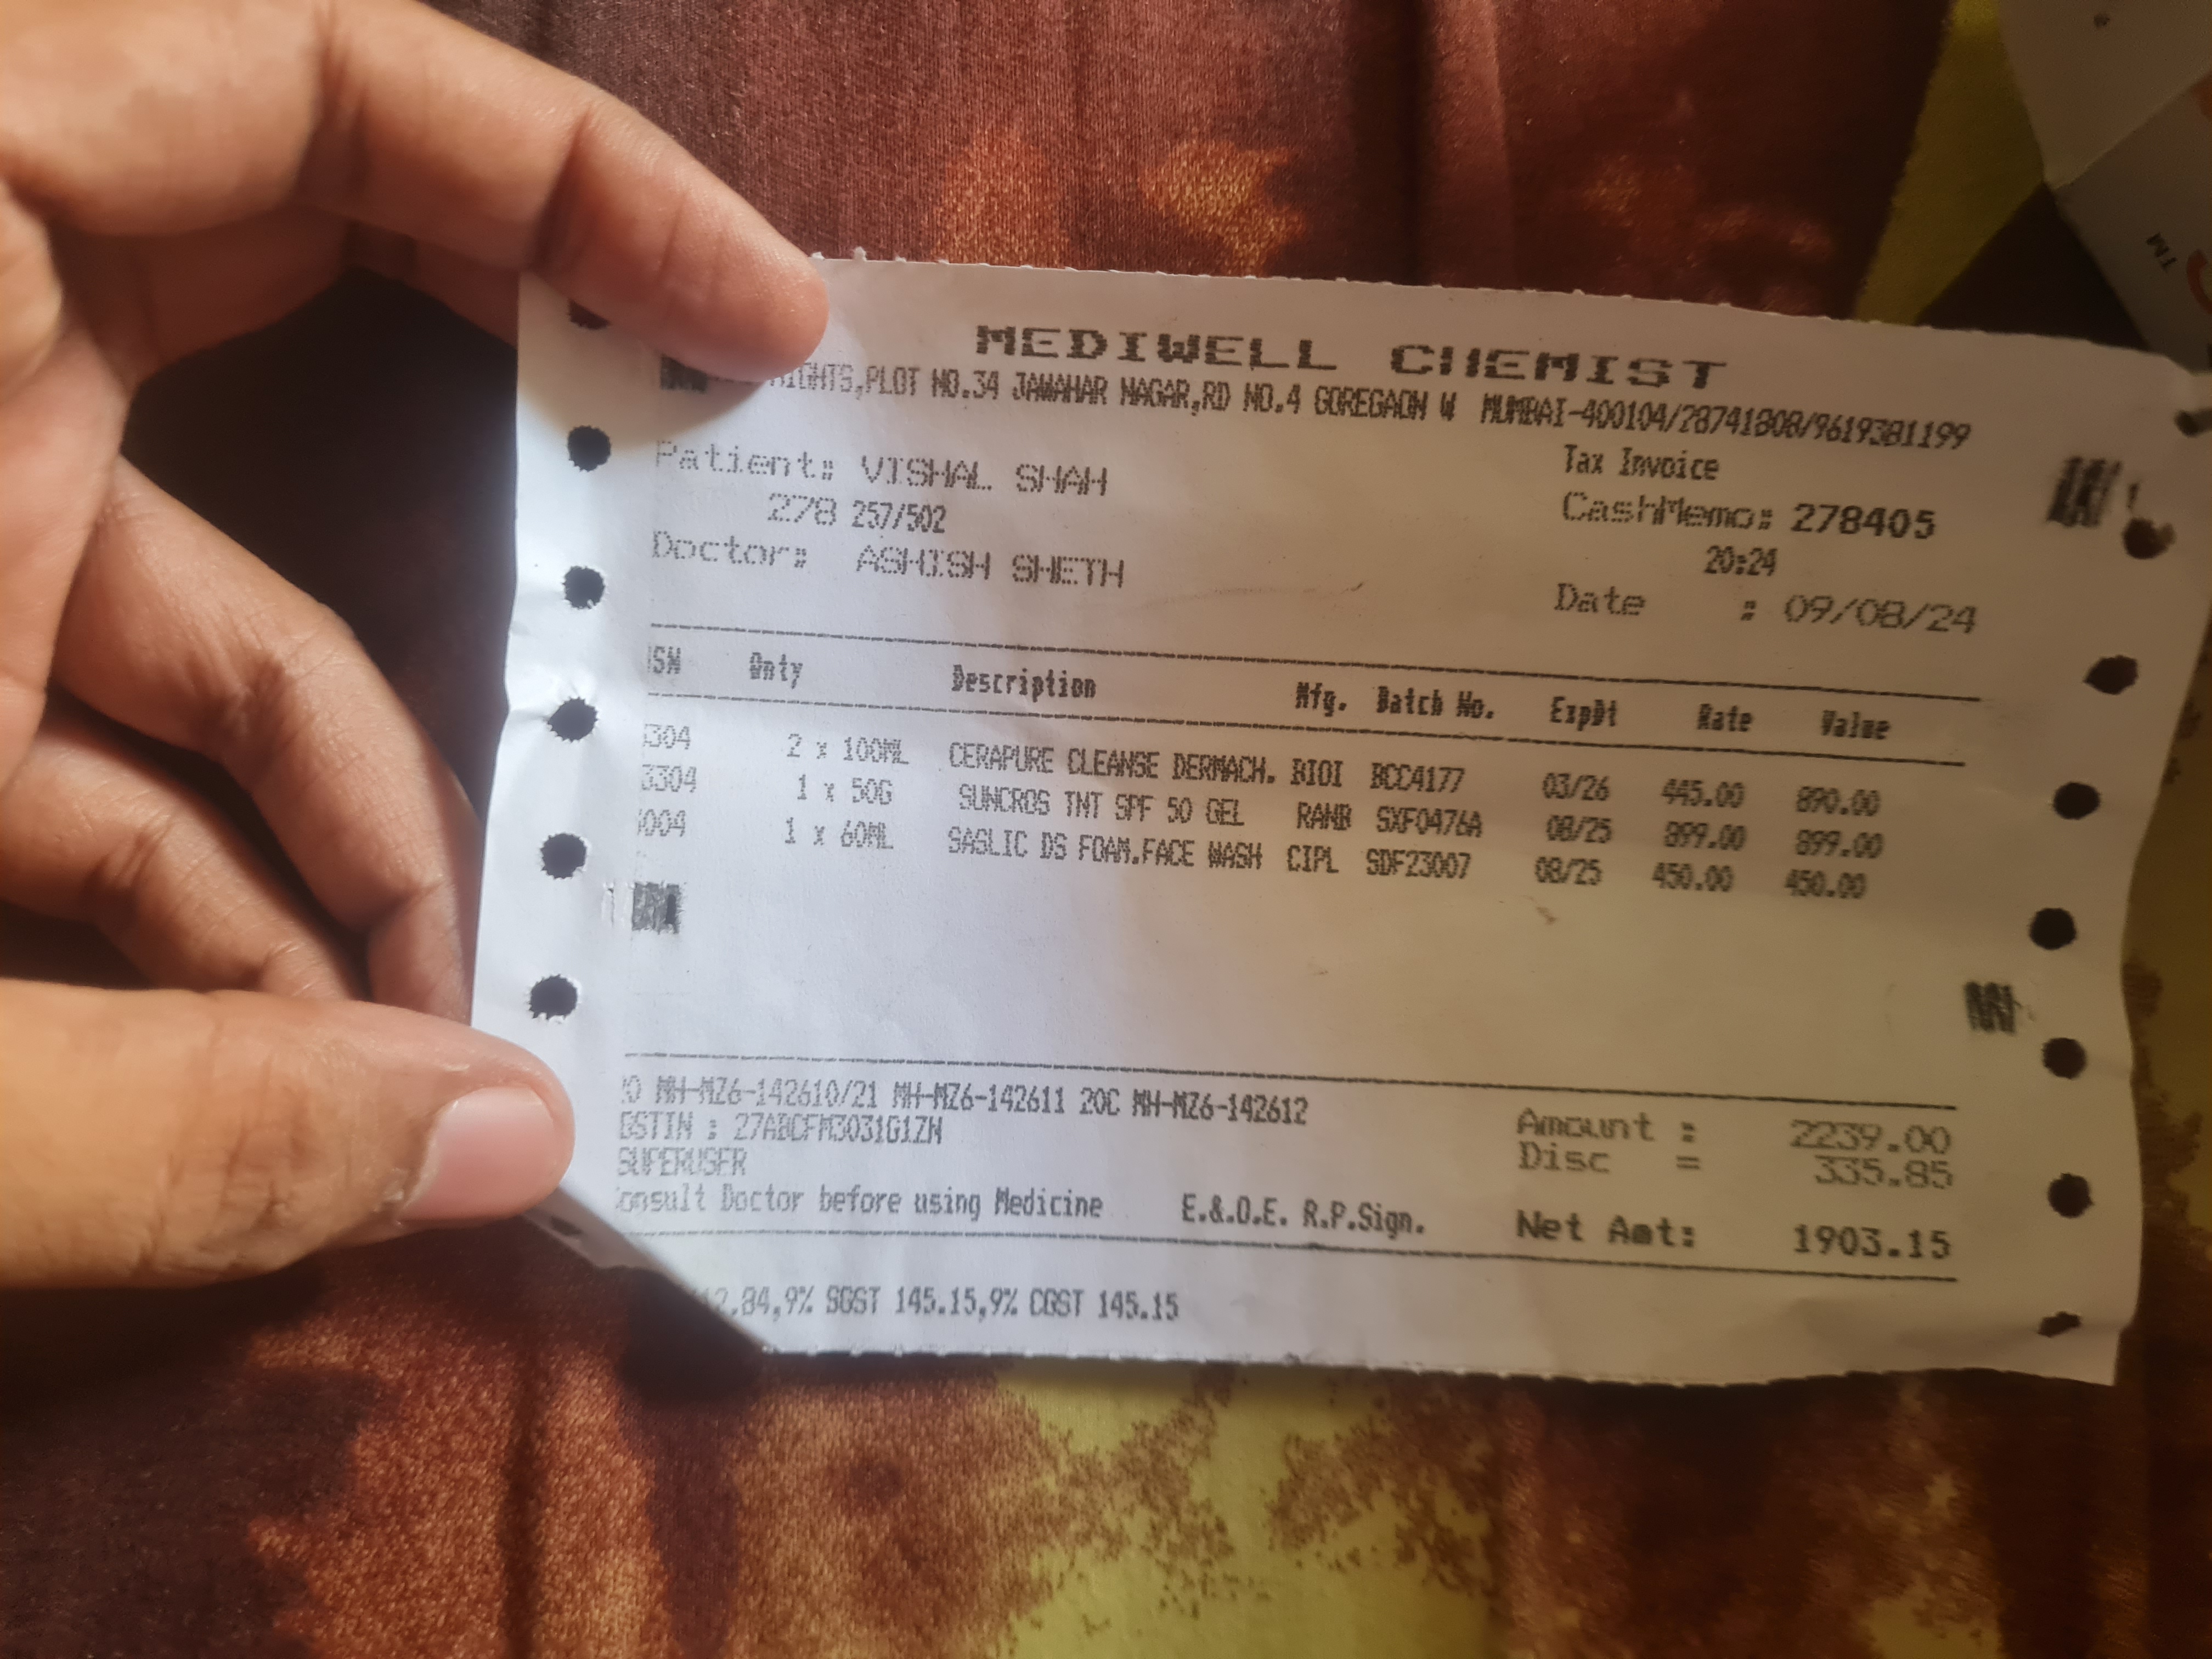 MEDIWELL CHEMIST
PLOT NO.34 JAWAHAR NAGAR,RD NO.4 GOREGAON W MUMBAI-400104/28741808/9619381199
Patient: VISHAL SHAH
Tax Invoice
278 257/502
CashMemo: 278405
20:24
Doctor: ASHISH SHETH
Date : 09/08/24
SN Qnty Description Mfg. Batch No. ExpDt Rate Value
304 2 x 100ML CERAPURE CLEANSE DERMACH. BIOI BCC4177 03/26 445.00 890.00
3304 1 x 50G SUNCROS TNT SPF 50 GEL RANB SXF0476A 08/25 899.00 899.00
004 1 x 60ML SASLIC DS FOAM.FACE WASH CIPL SDF23007 08/25 450.00 450.00
MH-MZ6-142610/21 MH-MZ6-142611 20C MH-MZ6-142612
Amount : 2239.00
GSTIN : 27ABCFM3031G1ZN
Disc = 335.85
SUPERUSER
Consult Doctor before using Medicine E.&.O.E. R.P.Sign.
Net Amt: 1903.15
9% SGST 145.15,9% CGST 145.15
TM